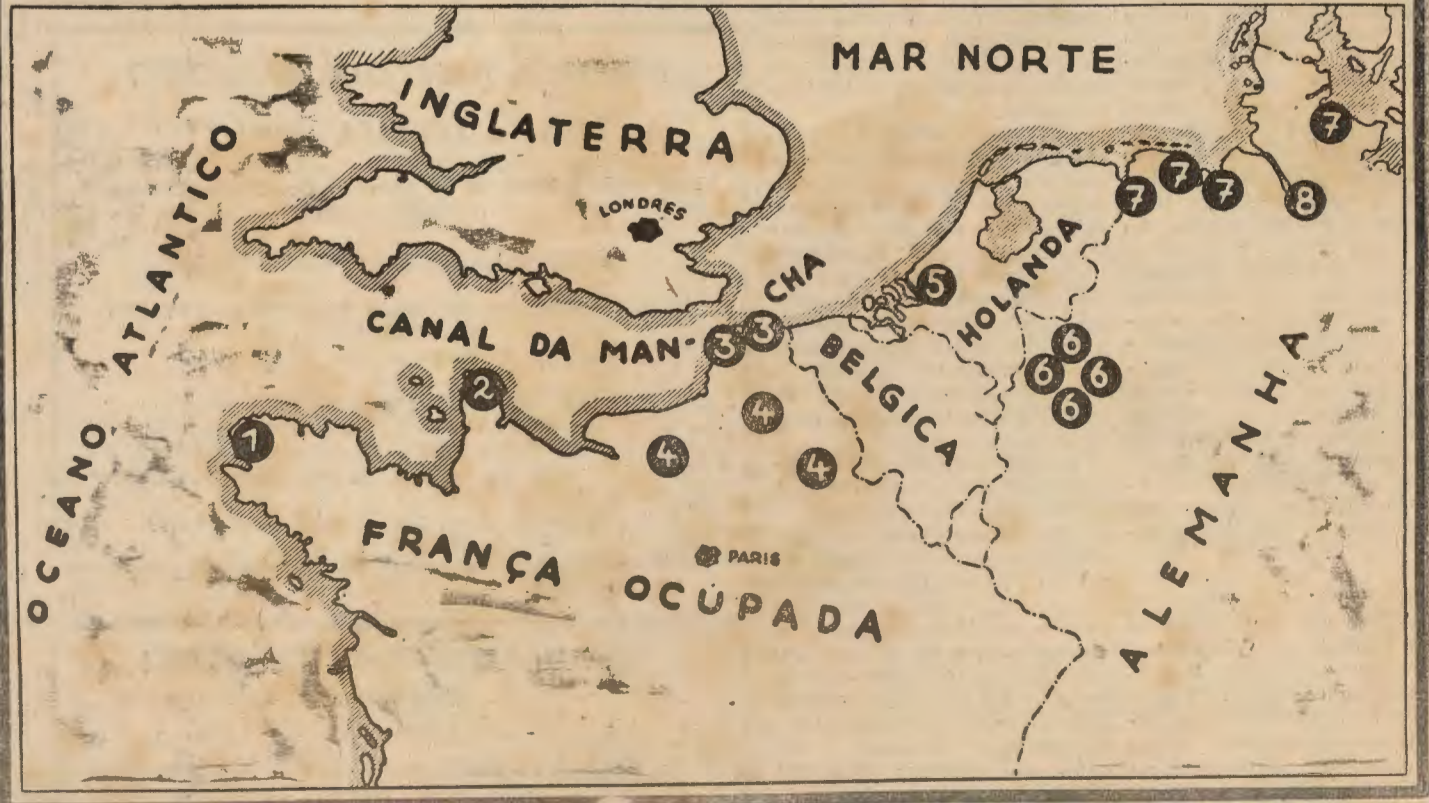 MAR NORTE
INGLATERRA
LONDRES
OCEANO ATLANTICO
CANAL DA MAN-
CHA
HOLANDA
BELGICA
ALEMANHA
FRANÇA OCUPADA
PARIS
1
2
3
3
4
4
4
5
6
6
6
6
7
7
7
7
8